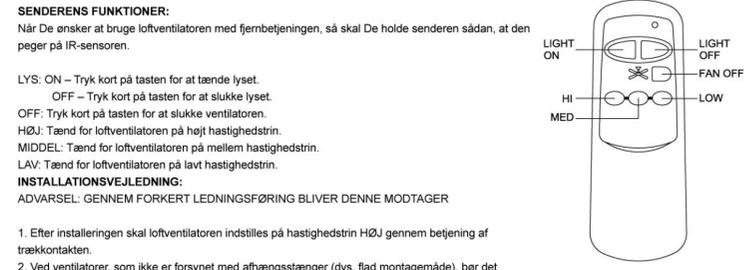 SENDERENS FUNKTIONER:
Når De ønsker at bruge loftventilatoren med fjernbetjeningen, så skal De holde senderen sådan, at den
peger på IR-sensoren.
LYS: ON – Tryk kort på tasten for at tænde lyset.
OFF – Tryk kort på tasten for at slukke lyset.
OFF: Tryk kort på tasten for at slukke ventilatoren.
HØJ: Tænd for loftventilatoren på højt hastighedstrin.
MIDDEL: Tænd for loftventilatoren på mellem hastighedstrin.
LAV: Tænd for loftventilatoren på lavt hastighedstrin.
INSTALLATIONSVEJLEDNING:
ADVARSEL: GENNEM FORKERT LEDNINGSFØRING BLIVER DENNE MODTAGER
1. Efter installeringen skal loftventilatoren indstilles på hastighedstrin HØJ gennem betjening af
trækkontakten.
2. Ved ventilatorer, som ikke er forsynet med afhængsstænger (dvs. flad montagemåde), bør det
LIGHT
ON
LIGHT
OFF
FAN OFF
HI
LOW
MED